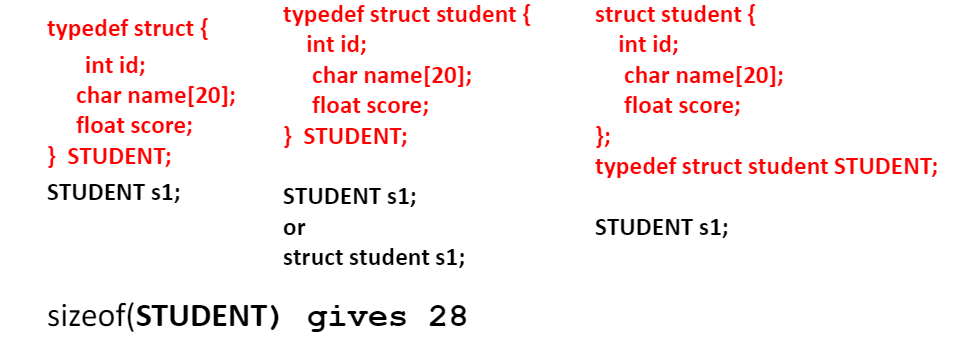 typedef struct {
int id;
char name[20];
float score;
} STUDENT;
STUDENT s1;
typedef struct student {
int id;
char name[20];
float score;
} STUDENT;
STUDENT s1;
or
struct student s1;
struct student {
int id;
char name[20];
float score;
};
typedef struct student STUDENT;
STUDENT s1;
sizeof(STUDENT) gives 28